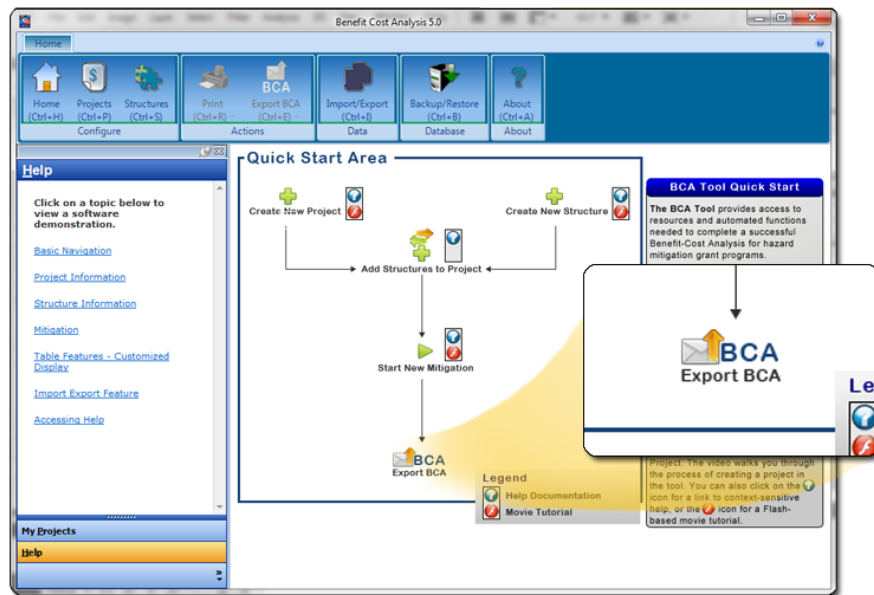 Benefit Cost Analysis 5.0
Home
Home
(Ctrl+H)
Projects
(Ctrl+P)
Structures
(Ctrl+S)
Configure
Print
(Ctrl+R)
BCA
Export BCA
(Ctrl+E)
Actions
Import/Export
(Ctrl+I)
Data
Backup/Restore
(Ctrl+B)
Database
About
(Ctrl+A)
About
Help
Click on a topic below to
view a software
demonstration.
Basic Navigation
Project Information
Structure Information
Mitigation
Table Features - Customized
Display
Import Export Feature
Accessing Help
My Projects
Help
Quick Start Area
Create New Project
Create New Structure
Add Structures to Project
Start New Mitigation
BCA
Export BCA
Legend
Help Documentation
Movie Tutorial
BCA Tool Quick Start
The BCA Tool provides access to
resources and automated functions
needed to complete a successful
Benefit-Cost Analysis for hazard
mitigation grant programs.
BCA
Export BCA
Le
Project. The video walks you through
the process of creating a project in
the tool. You can also click on the
icon for a link to context-sensitive
help, or the icon for a Flash-
based movie tutorial.